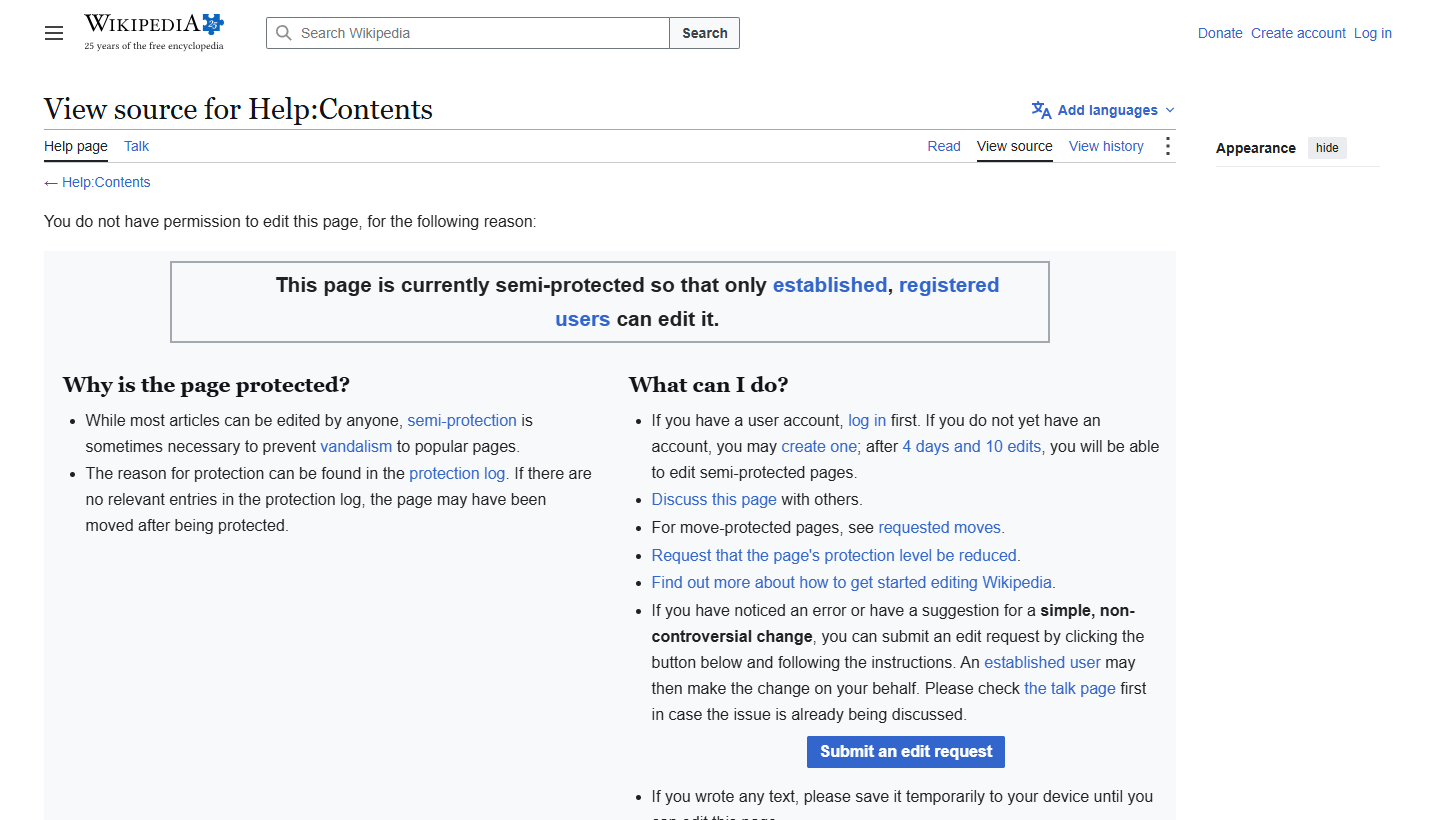 WIKIPEDIA 25
25 years of the free encyclopedia
Search Wikipedia
Search
Donate Create account Log in
View source for Help:Contents
Add languages
Help page Talk
Read View source View history
Appearance hide
← Help:Contents
You do not have permission to edit this page, for the following reason:
This page is currently semi-protected so that only established, registered
users can edit it.
Why is the page protected?
• While most articles can be edited by anyone, semi-protection is
sometimes necessary to prevent vandalism to popular pages.
• The reason for protection can be found in the protection log. If there are
no relevant entries in the protection log, the page may have been
moved after being protected.
What can I do?
• If you have a user account, log in first. If you do not yet have an
account, you may create one; after 4 days and 10 edits, you will be able
to edit semi-protected pages.
• Discuss this page with others.
• For move-protected pages, see requested moves.
• Request that the page's protection level be reduced.
• Find out more about how to get started editing Wikipedia.
• If you have noticed an error or have a suggestion for a simple, non-
controversial change, you can submit an edit request by clicking the
button below and following the instructions. An established user may
then make the change on your behalf. Please check the talk page first
in case the issue is already being discussed.
Submit an edit request
• If you wrote any text, please save it temporarily to your device until you
can edit this page.